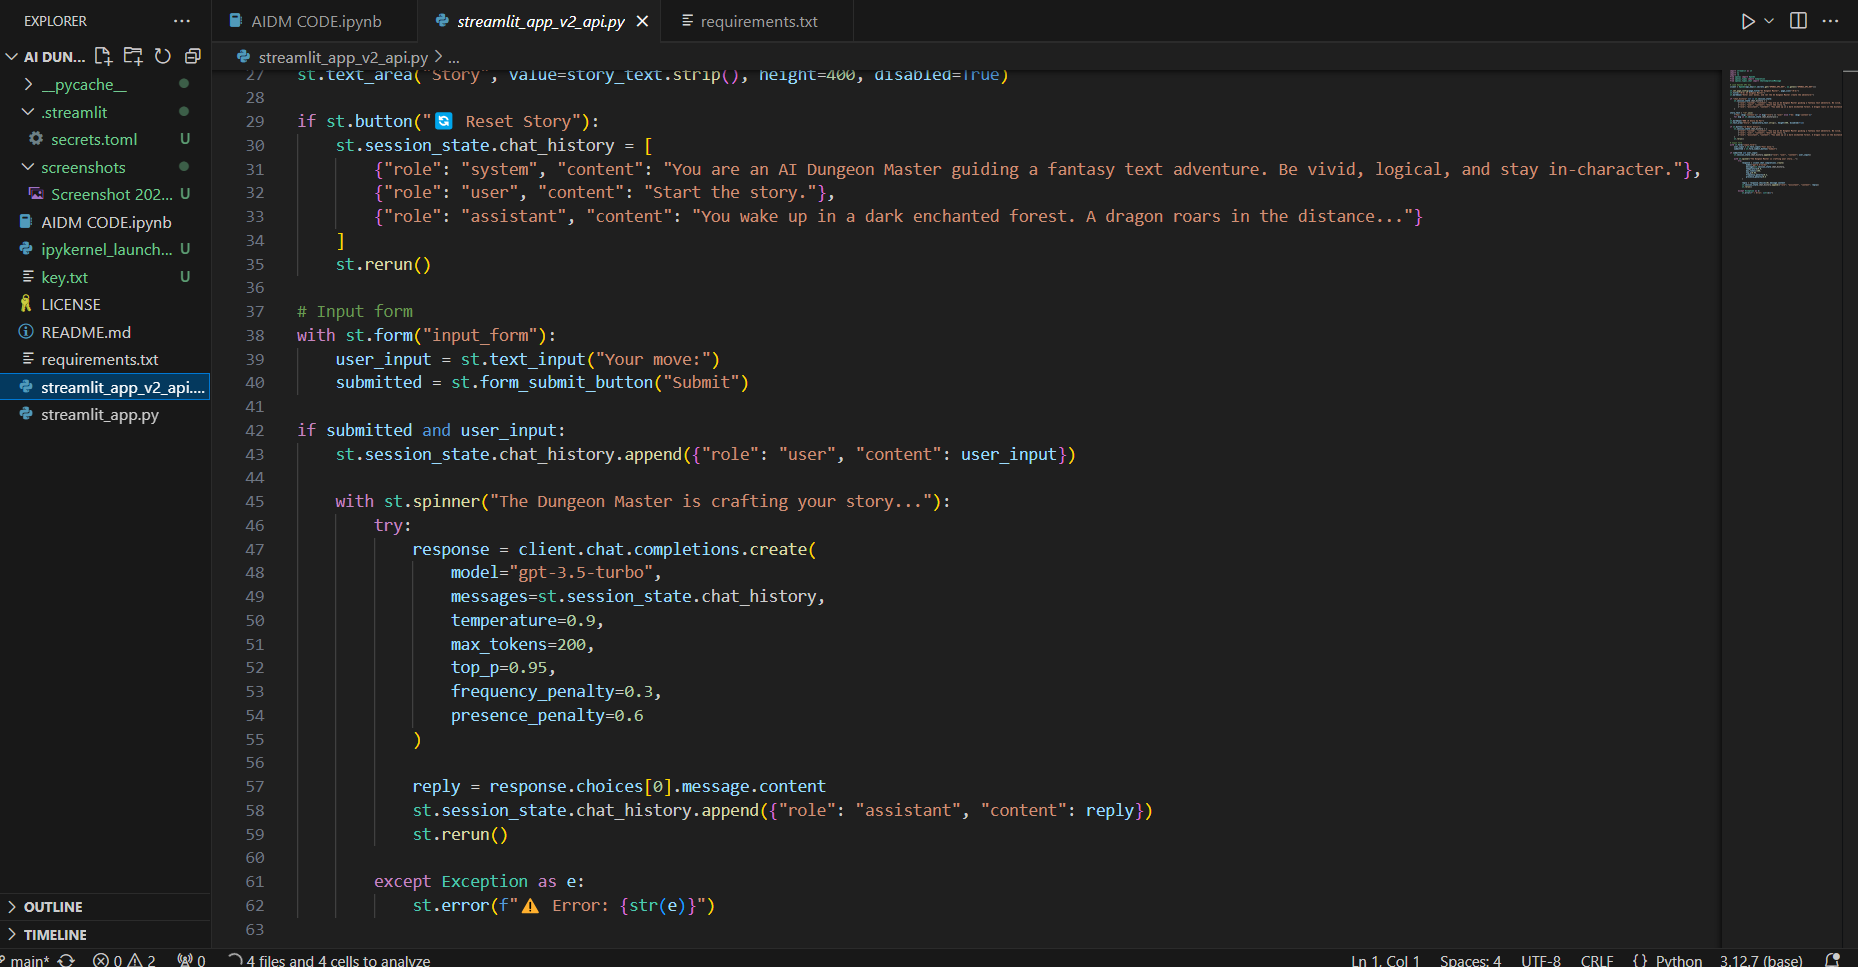 EXPLORER
AI DUN...
__pycache__
.streamlit
secrets.toml U
screenshots
Screenshot 202... U
AIDM CODE.ipynb
ipykernel_launch... U
key.txt U
LICENSE
README.md
requirements.txt
streamlit_app_v2_api....
streamlit_app.py
OUTLINE
TIMELINE
AIDM CODE.ipynb streamlit_app_v2_api.py requirements.txt
streamlit_app_v2_api.py > ...
27 st.text_area("Story", value=story_text.strip(), height=400, disabled=True)
28
29 if st.button("🔄 Reset Story"):
30 st.session_state.chat_history = [
31 {"role": "system", "content": "You are an AI Dungeon Master guiding a fantasy text adventure. Be vivid, logical, and stay in-character."},
32 {"role": "user", "content": "Start the story."},
33 {"role": "assistant", "content": "You wake up in a dark enchanted forest. A dragon roars in the distance..."}
34 ]
35 st.rerun()
36
37 # Input form
38 with st.form("input_form"):
39 user_input = st.text_input("Your move:")
40 submitted = st.form_submit_button("Submit")
41
42 if submitted and user_input:
43 st.session_state.chat_history.append({"role": "user", "content": user_input})
44
45 with st.spinner("The Dungeon Master is crafting your story..."):
46 try:
47 response = client.chat.completions.create(
48 model="gpt-3.5-turbo",
49 messages=st.session_state.chat_history,
50 temperature=0.9,
51 max_tokens=200,
52 top_p=0.95,
53 frequency_penalty=0.3,
54 presence_penalty=0.6
55 )
56
57 reply = response.choices[0].message.content
58 st.session_state.chat_history.append({"role": "assistant", "content": reply})
59 st.rerun()
60
61 except Exception as e:
62 st.error(f"⚠️ Error: {str(e)}")
63
main* 0 2 0 4 files and 4 cells to analyze Ln 1, Col 1 Spaces: 4 UTF-8 CRLF {} Python 3.12.7 (base)